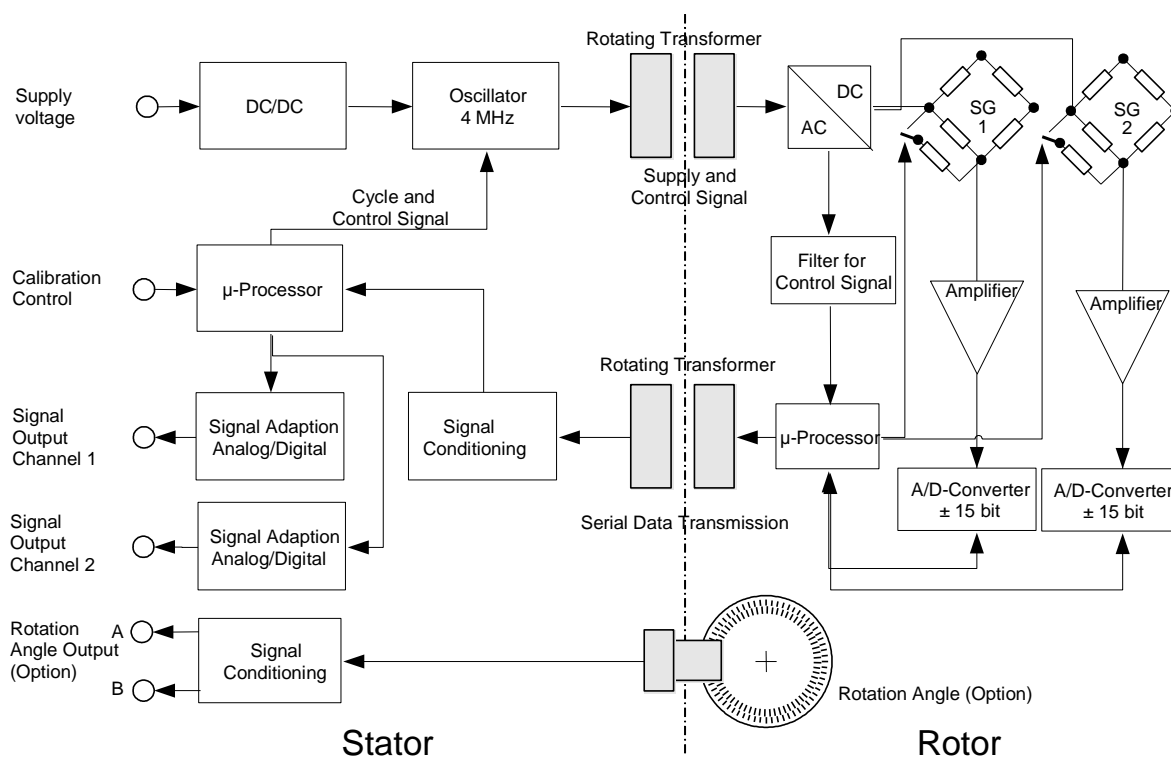 Supply
voltage
DC/DC
Oscillator
4 MHz
Rotating Transformer
DC
AC
SG
1
SG
2
Supply and
Control Signal
Cycle and
Control Signal
Calibration
Control
µ-Processor
Filter for
Control Signal
Amplifier
Amplifier
Rotating Transformer
Signal
Output
Channel 1
Signal Adaption
Analog/Digital
Signal
Conditioning
µ-Processor
A/D-Converter
± 15 bit
A/D-Converter
± 15 bit
Serial Data Transmission
Signal
Output
Channel 2
Signal Adaption
Analog/Digital
Rotation
Angle Output
(Option)
A
B
Signal
Conditioning
Rotation Angle (Option)
Stator
Rotor